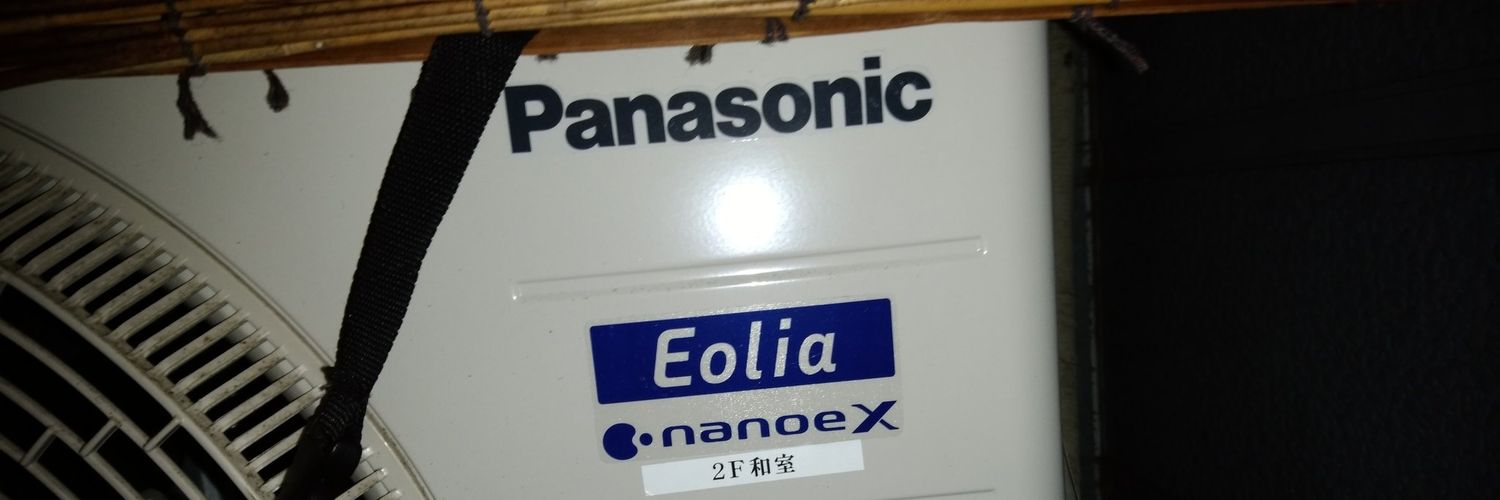 Panasonic
Eolia
nanoeX
2F和室